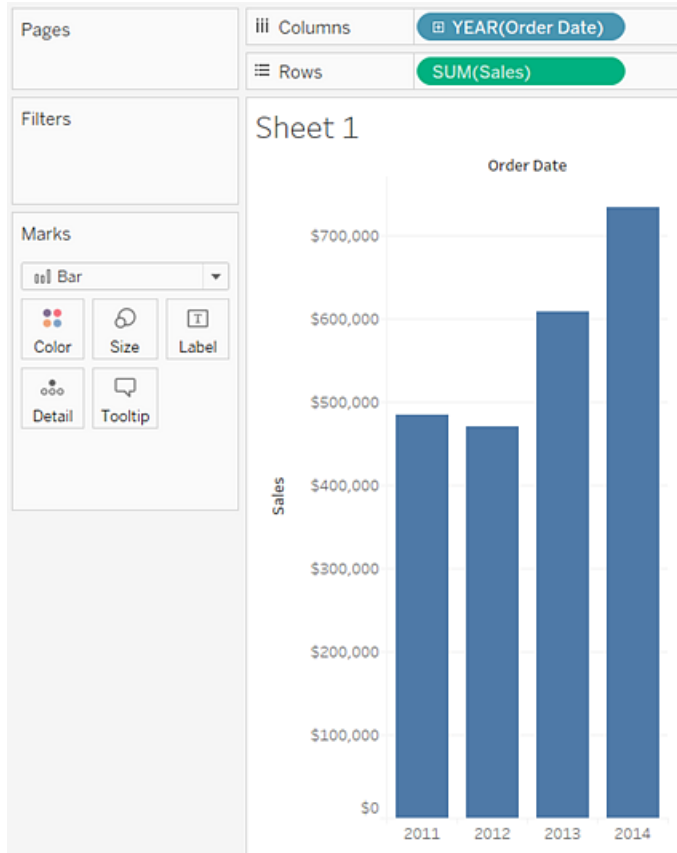 Pages
Columns
YEAR(Order Date)
Rows
SUM(Sales)
Filters
Marks
Bar
Color
Size
Label
Detail
Tooltip
Sheet 1
Order Date
Sales
$700,000
$600,000
$500,000
$400,000
$300,000
$200,000
$100,000
$0
2011 2012 2013 2014